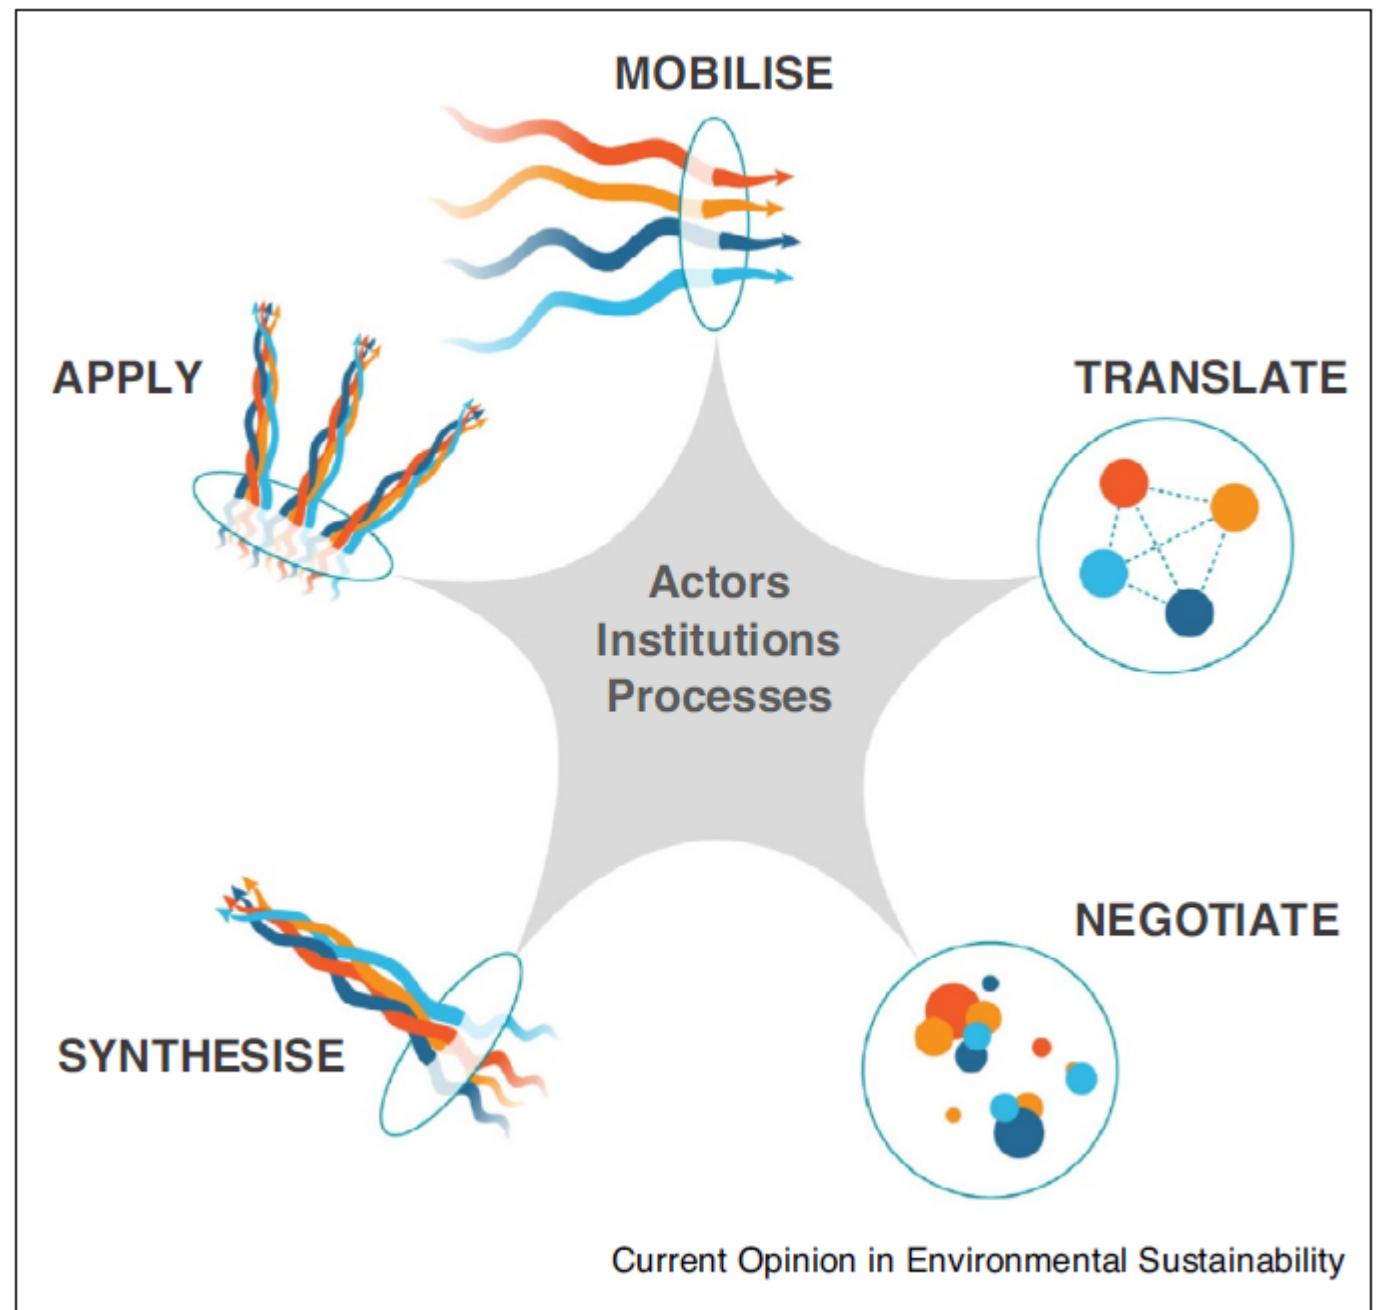 MOBILISE
APPLY
TRANSLATE
Actors
Institutions
Processes
NEGOTIATE
SYNTHESISE
Current Opinion in Environmental Sustainability